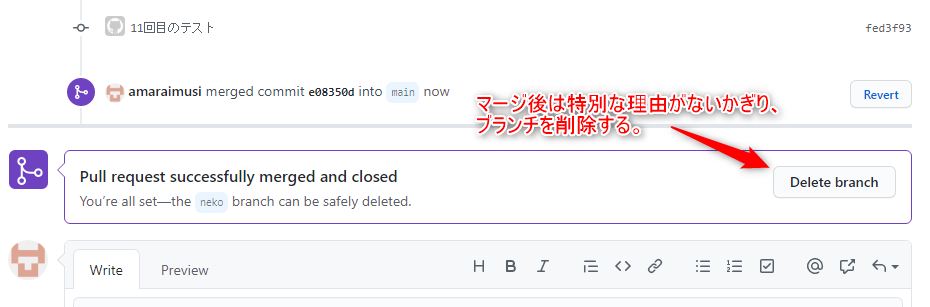 11回目のテスト
fed3f93
amaraimusi merged commit e08350d into main now
Revert
マージ後は特別な理由がないかぎり、
ブランチを削除する。
Pull request successfully merged and closed
You're all set—the neko branch can be safely deleted.
Delete branch
Write Preview